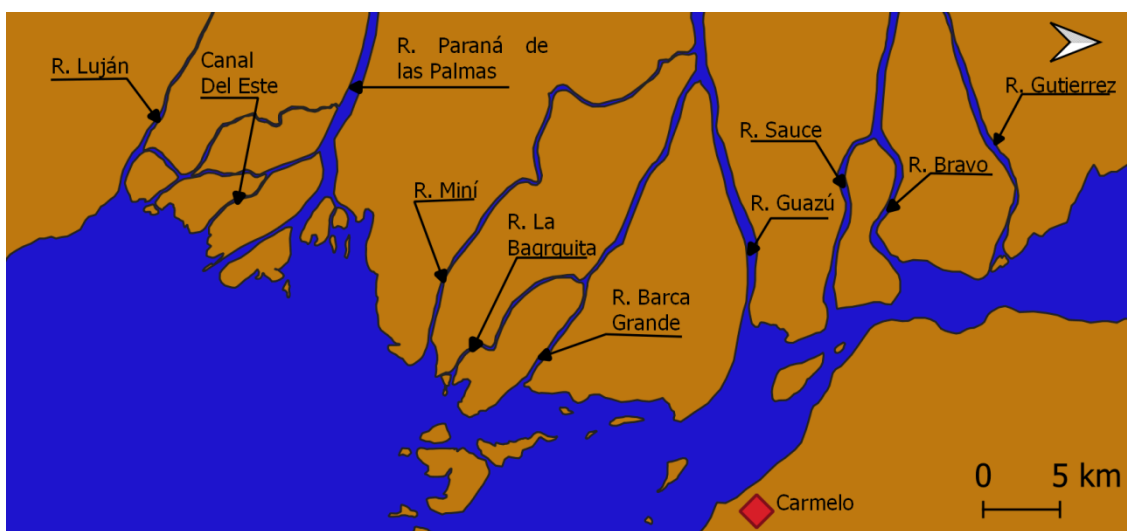 R. Luján
Canal
Del Este
R. Paraná de
las Palmas
R. Miní
R. La
Bagrquita
R. Barca
Grande
R. Guazú
R. Sauce
R. Bravo
R. Gutierrez
Carmelo
0 5 km